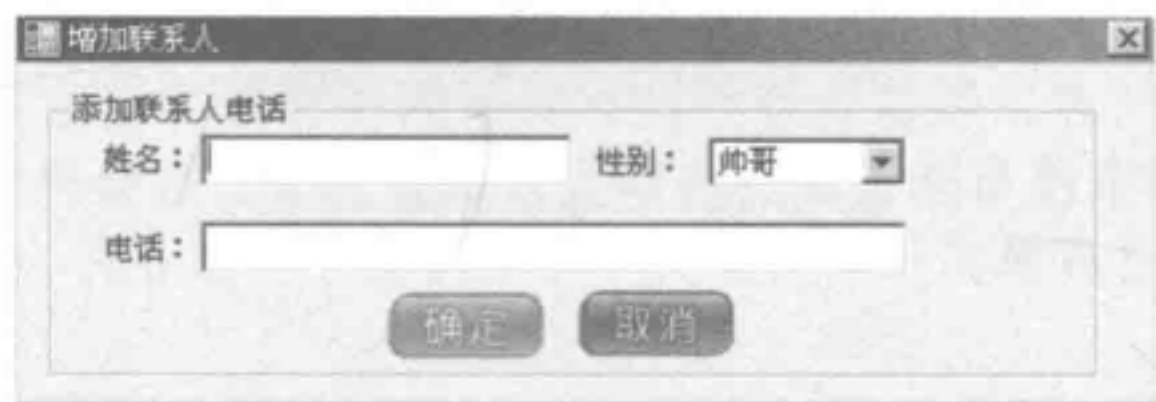 增加联系人
添加联系人电话
姓名： 性别： 帅哥
电话：
确定 取消